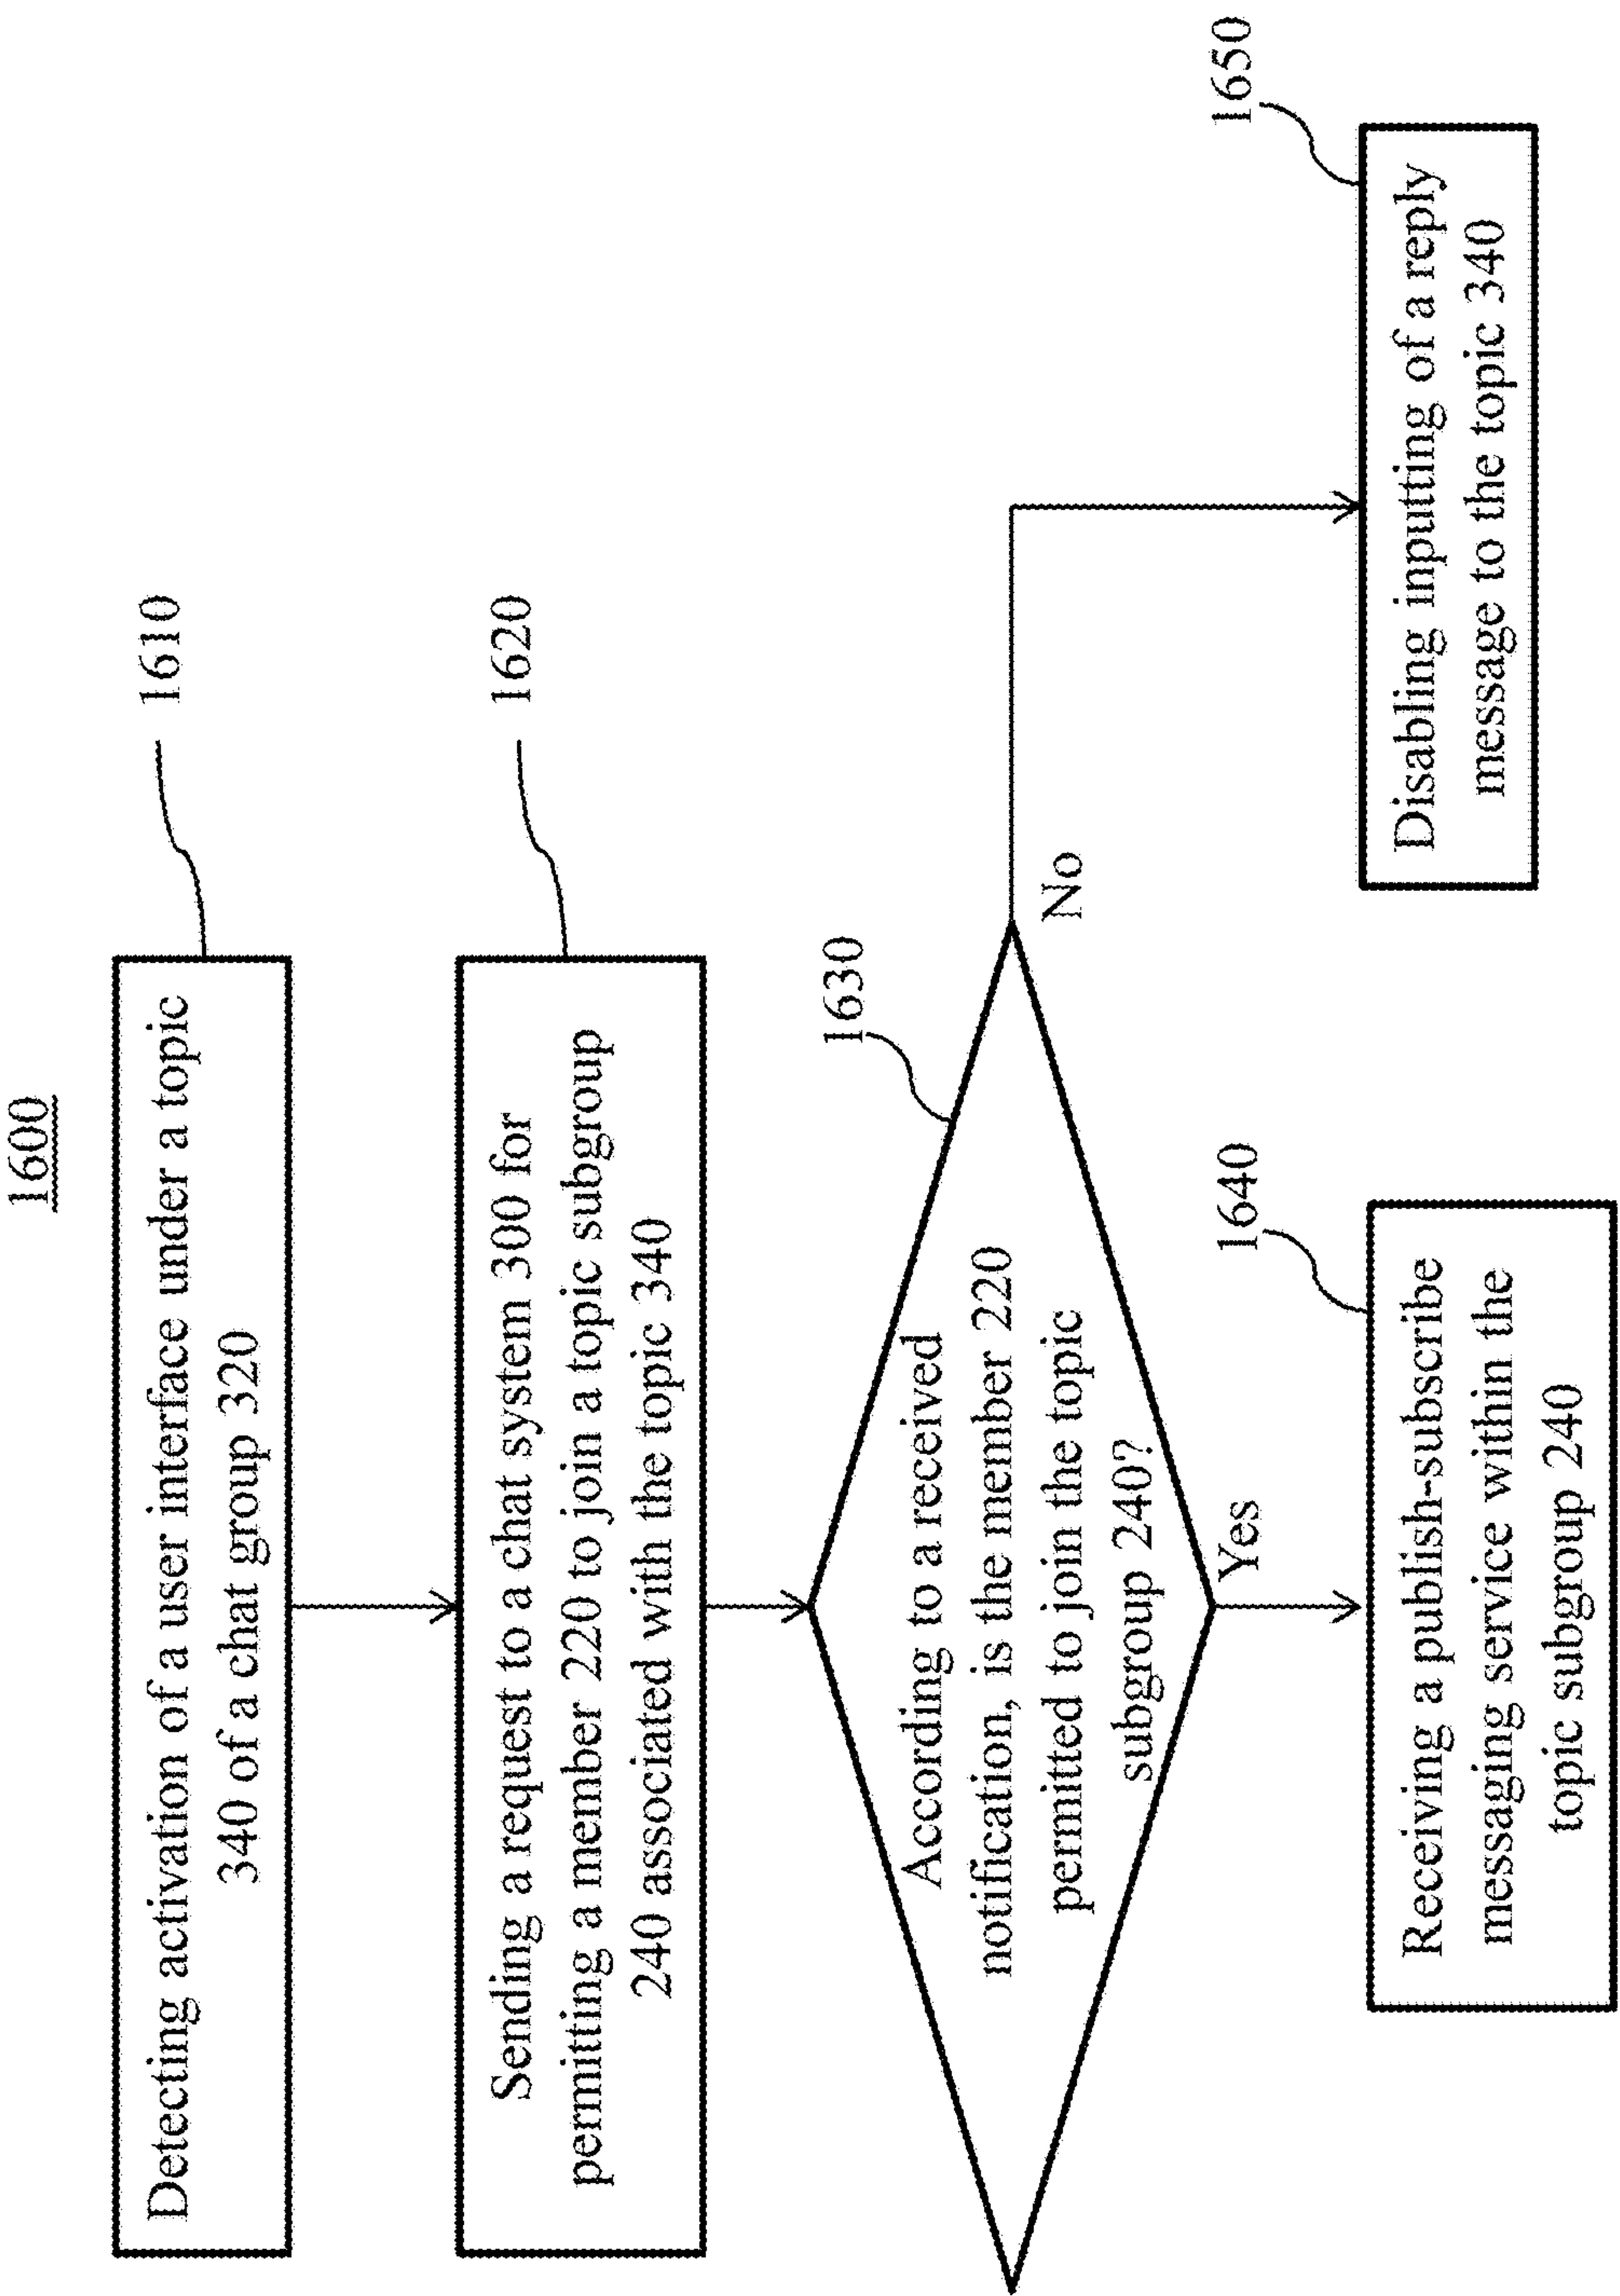 1600
Detecting activation of a user interface under a topic
340 of a chat group 320
1610
Sending a request to a chat system 300 for
permitting a member 220 to join a topic subgroup
240 associated with the topic 340
1620
According to a received
notification, is the member 220
permitted to join the topic
subgroup 240?
1630
No
Yes
Receiving a publish-subscribe
messaging service within the
topic subgroup 240
1640
Disabling inputting of a reply
message to the topic 340
1650